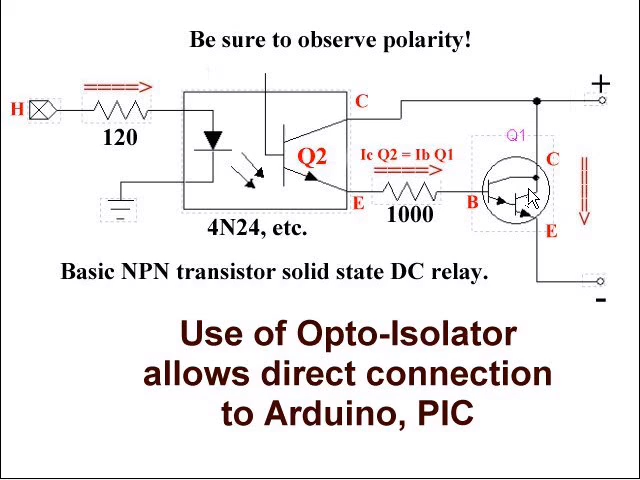 Be sure to observe polarity!
====> C +
H
120
Q1
Q2
Ic Q2 = Ib Q1
====>
C
====>
E
1000
B
E
4N24, etc.
-
Basic NPN transistor solid state DC relay.
Use of Opto-Isolator
allows direct connection
to Arduino, PIC